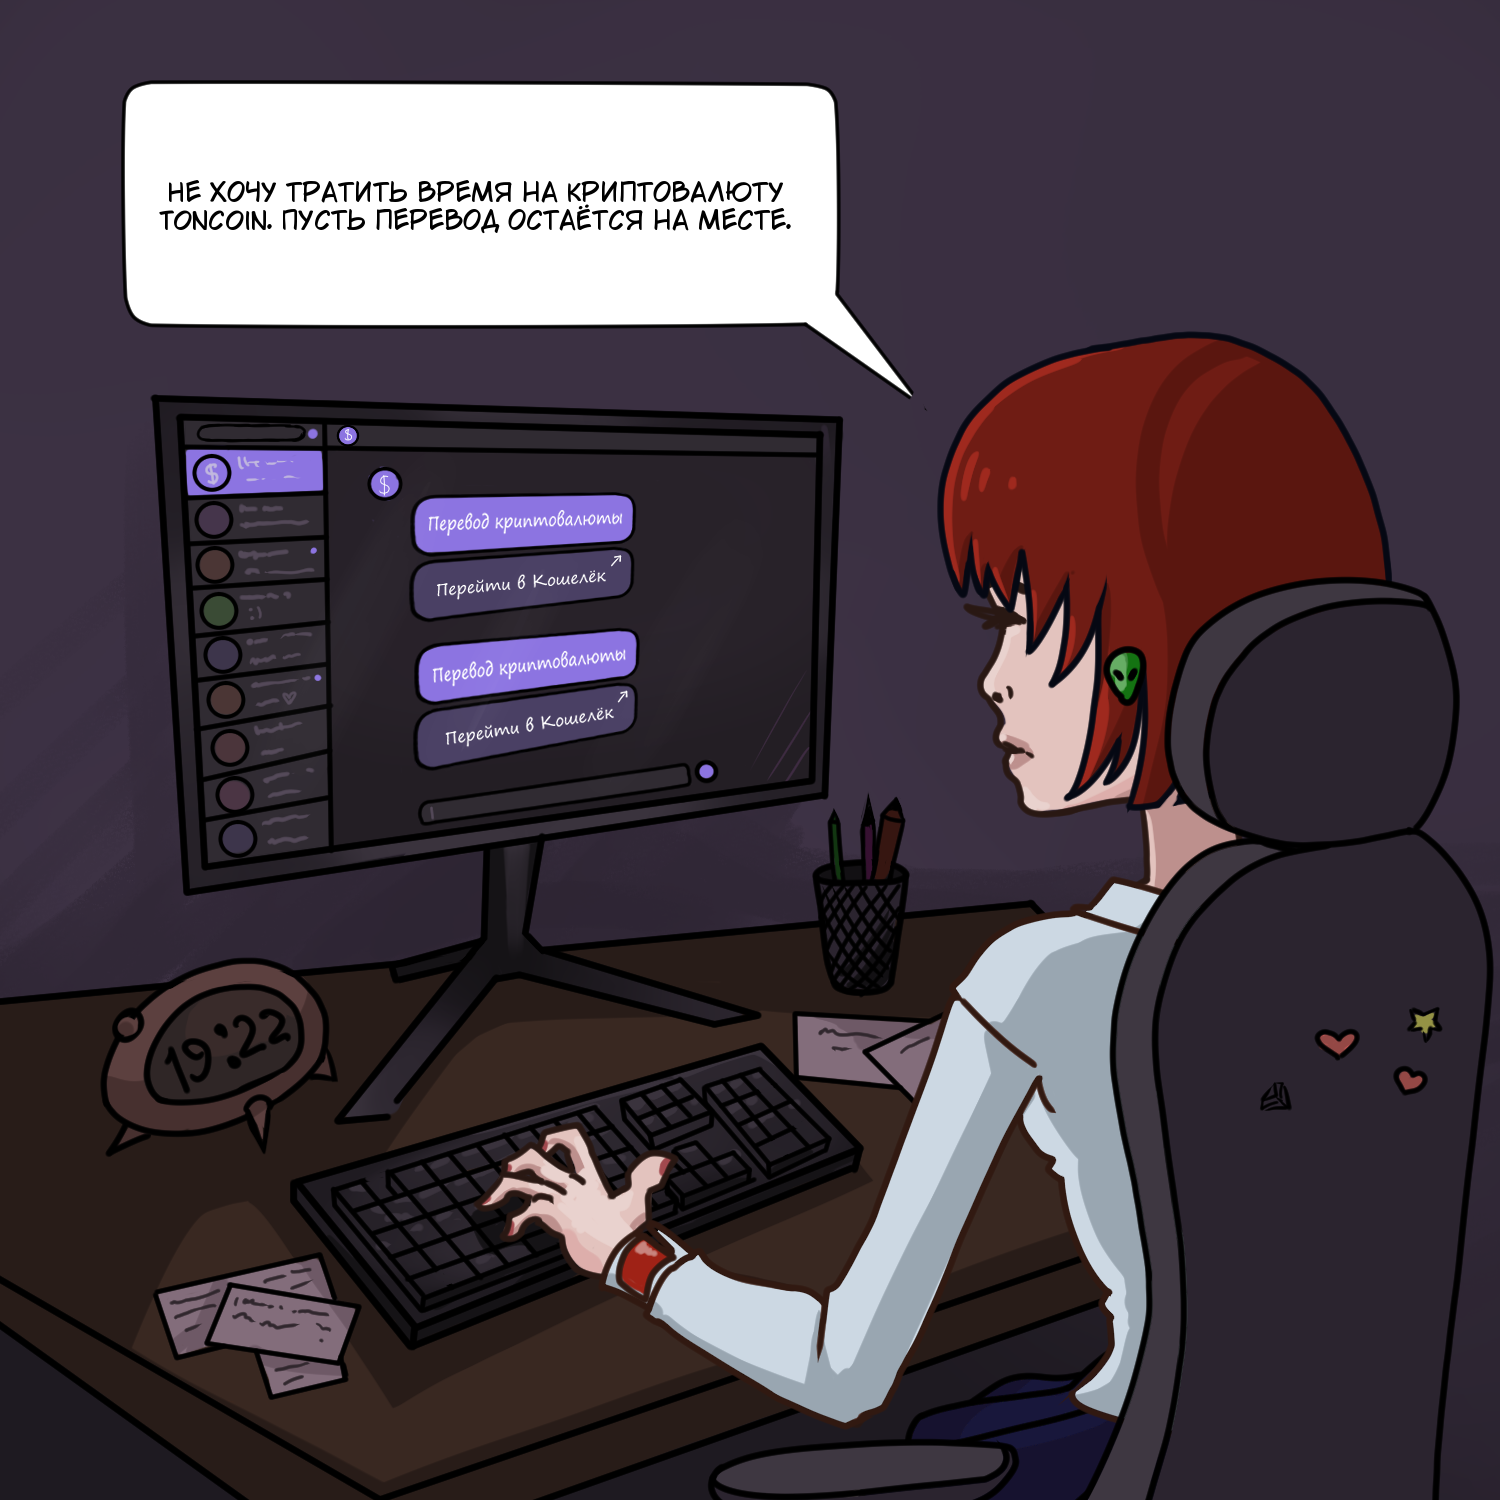 НЕ ХОЧУ ТРАТИТЬ ВРЕМЯ НА КРИПТОВАЛЮТУ
TONCOIN. ПУСТЬ ПЕРЕВОД ОСТАЁТСЯ НА МЕСТЕ.
$
$
$
Перевод криптовалюты
Перейти в Кошелёк
Перевод криптовалюты
Перейти в Кошелёк
:)
19:22